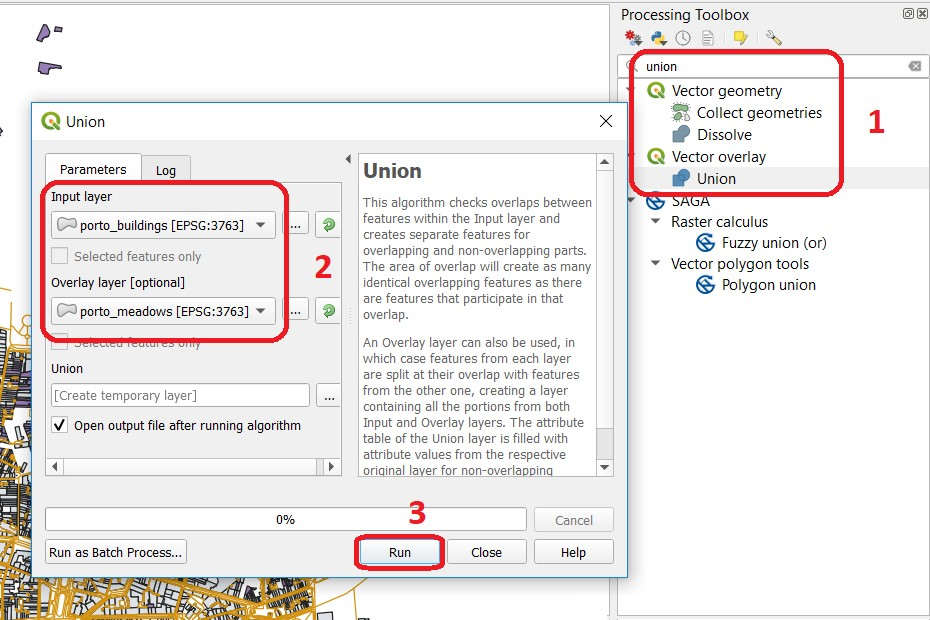 Processing Toolbox
union
Vector geometry
Collect geometries
Dissolve
Vector overlay
Union
SAGA
Raster calculus
Fuzzy union (or)
Vector polygon tools
Polygon union
1
Union
Parameters
Log
Input layer
porto_buildings [EPSG:3763]
...
Selected features only
Overlay layer [optional]
porto_meadows [EPSG:3763]
...
Selected features only
Union
[Create temporary layer]
...
Open output file after running algorithm
2
Union
This algorithm checks overlaps between
features within the Input layer and
creates separate features for
overlapping and non-overlapping parts.
The area of overlap will create as many
identical overlapping features as there
are features that participate in that
overlap.
An Overlay layer can also be used, in
which case features from each layer
are split at their overlap with features
from the other one, creating a layer
containing all the portions from both
Input and Overlay layers. The attribute
table of the Union layer is filled with
attribute values from the respective
original layer for non-overlapping
3
0%
Cancel
Run as Batch Process...
Run
Close
Help